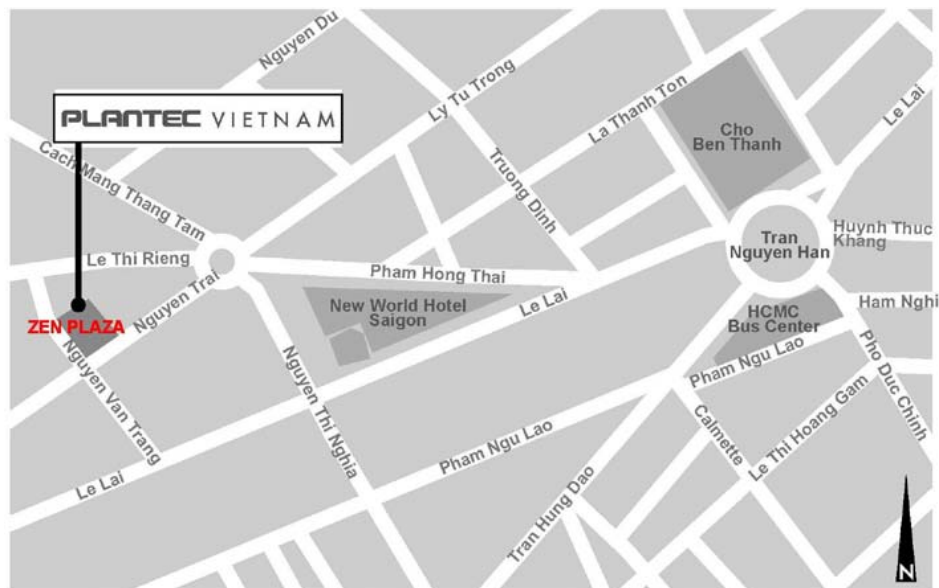 Nguyen Du
Ly Tu Trong
PLANTEC VIETNAM
La Thanh Ton
Le Lai
Cho
Ben Thanh
Cach Mang Thang Tam
Truong Dinh
Huynh Thuc
Khang
Tran
Nguyen Han
Le Thi Rieng
Pham Hong Thai
Nguyen Trai
New World Hotel
Saigon
Le Lai
Ham Nghi
HCMC
Bus Center
ZEN PLAZA
Pham Ngu Lao
Pho Duc Chinh
Nguyen Van Trang
Nguyen Thi Nghia
Le Thi Hoang Gam
Calmette
Pham Ngu Lao
Le Lai
Tran Hung Dao
N